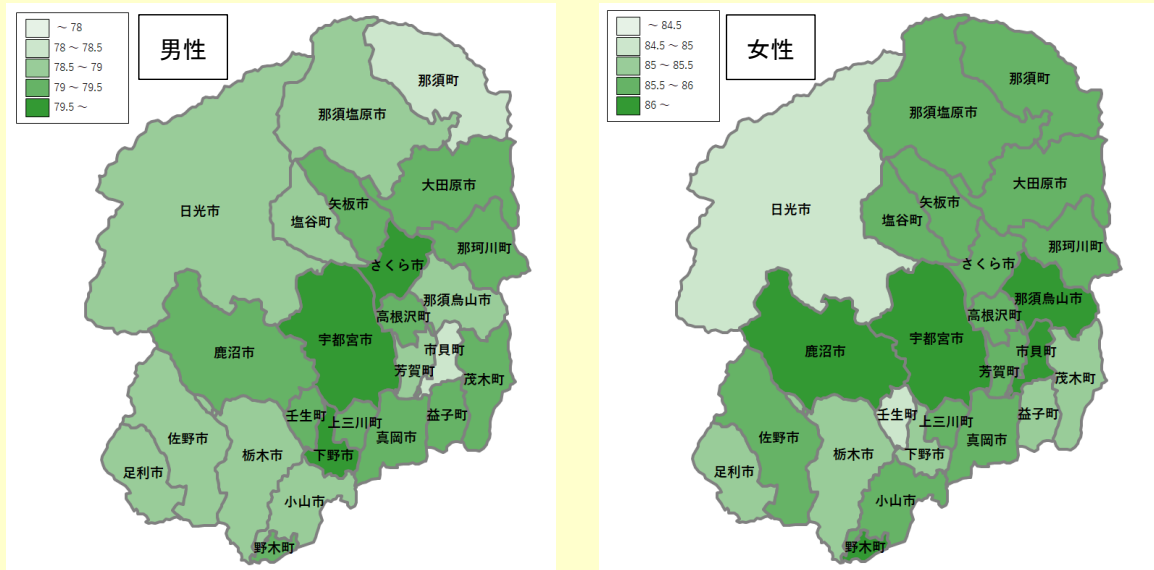 ～ 78
78 ～ 78.5
78.5 ～ 79
79 ～ 79.5
79.5 ～
男性
那須町
那須塩原市
大田原市
矢板市
日光市
塩谷町
那珂川町
さくら市
那須烏山市
高根沢町
宇都宮市
市貝町
鹿沼市
芳賀町
茂木町
壬生町
上三川町
益子町
佐野市
真岡市
栃木市
下野市
足利市
小山市
野木町
～ 84.5
84.5 ～ 85
85 ～ 85.5
85.5 ～ 86
86 ～
女性
那須町
那須塩原市
大田原市
矢板市
日光市
塩谷町
那珂川町
さくら市
那須烏山市
高根沢町
宇都宮市
市貝町
鹿沼市
芳賀町
茂木町
壬生町
上三川町
益子町
佐野市
真岡市
栃木市
下野市
足利市
小山市
野木町